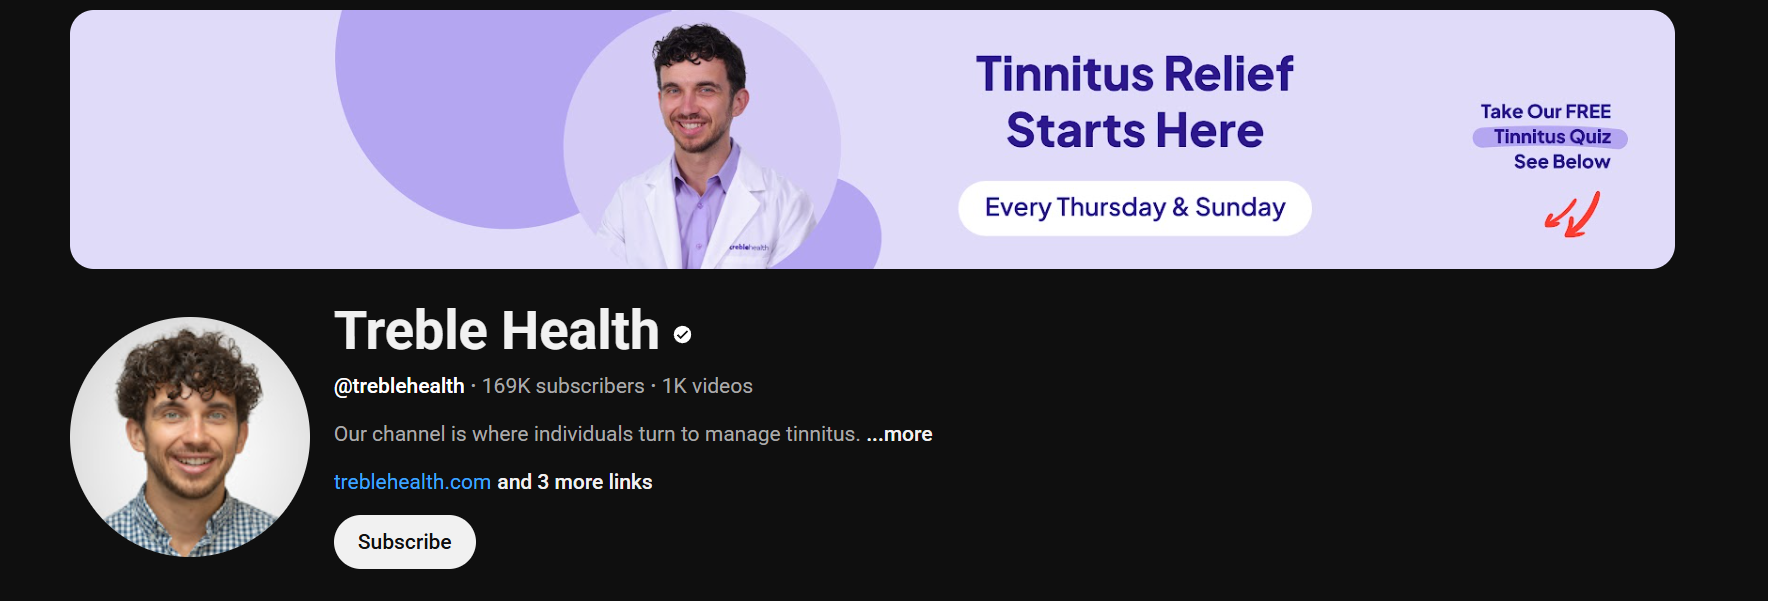 Tinnitus Relief
Starts Here
Every Thursday & Sunday
Take Our FREE
Tinnitus Quiz
See Below
treblehealth
Treble Health
@treblehealth · 169K subscribers · 1K videos
Our channel is where individuals turn to manage tinnitus. ...more
treblehealth.com and 3 more links
Subscribe